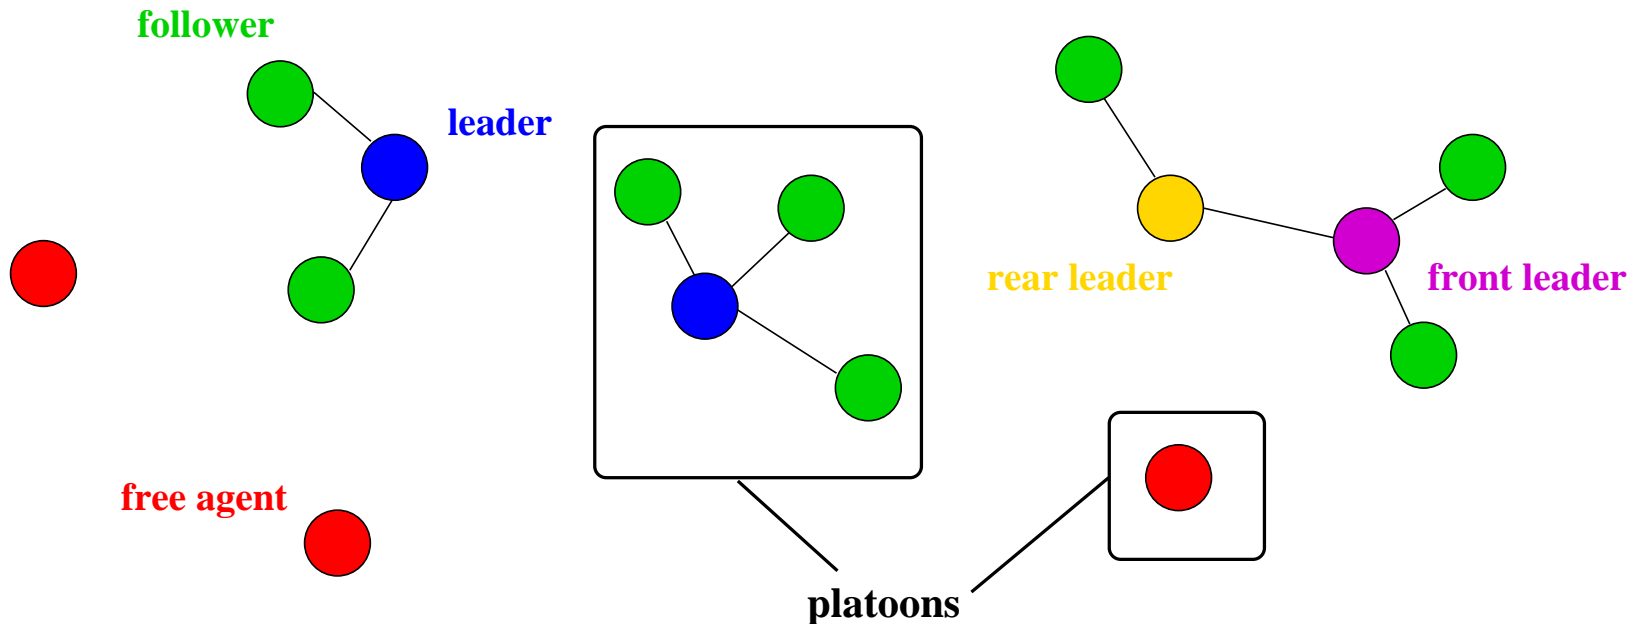 follower
leader
rear leader
front leader
free agent
platoons